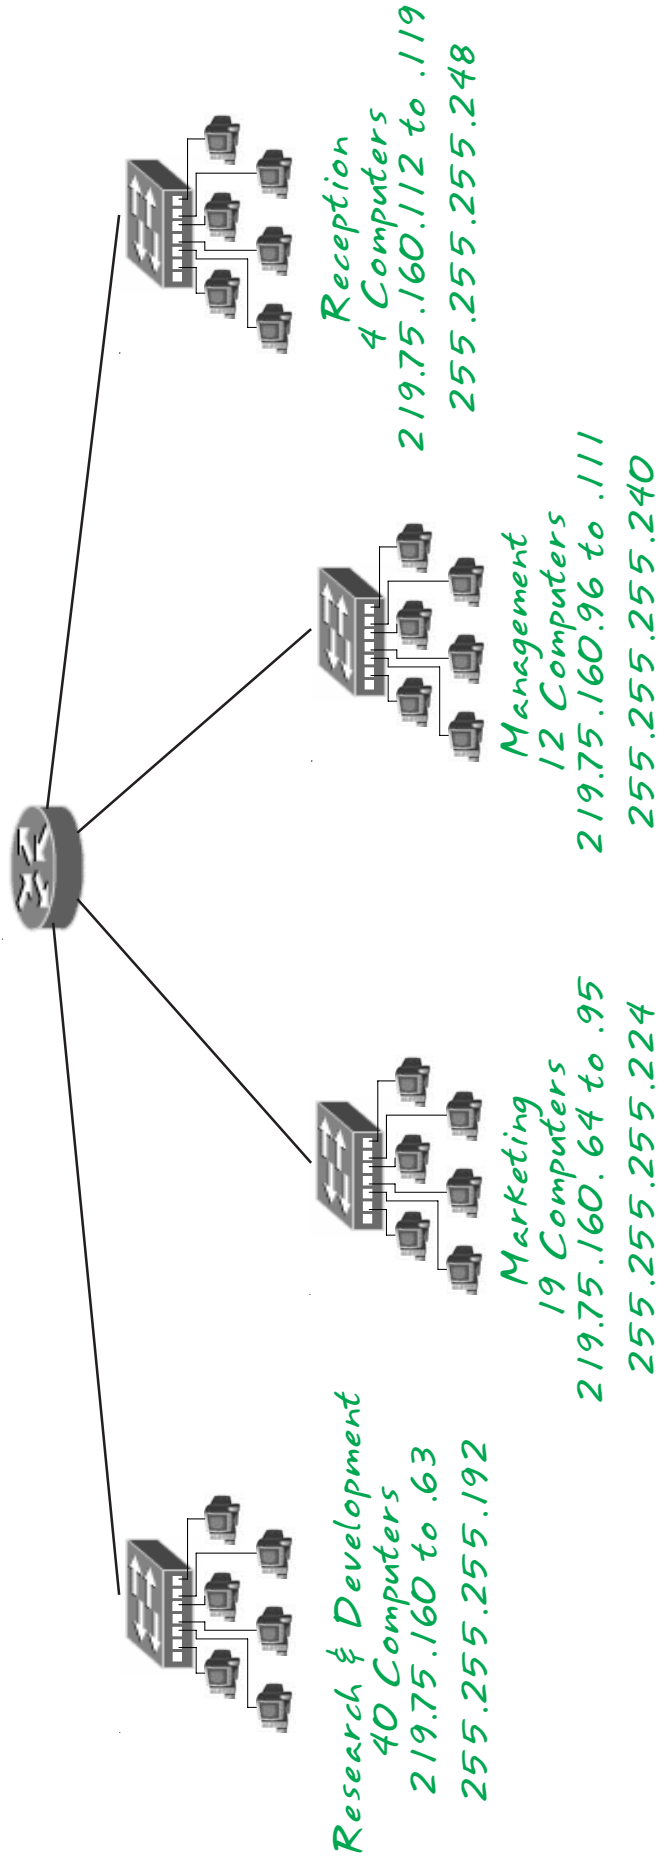 Research & Development
40 Computers
219.75.160 to .63
255.255.255.192
Marketing
19 Computers
219.75.160.64 to .95
255.255.255.224
Management
12 Computers
219.75.160.96 to .111
255.255.255.240
Reception
4 Computers
219.75.160.112 to .119
255.255.255.248